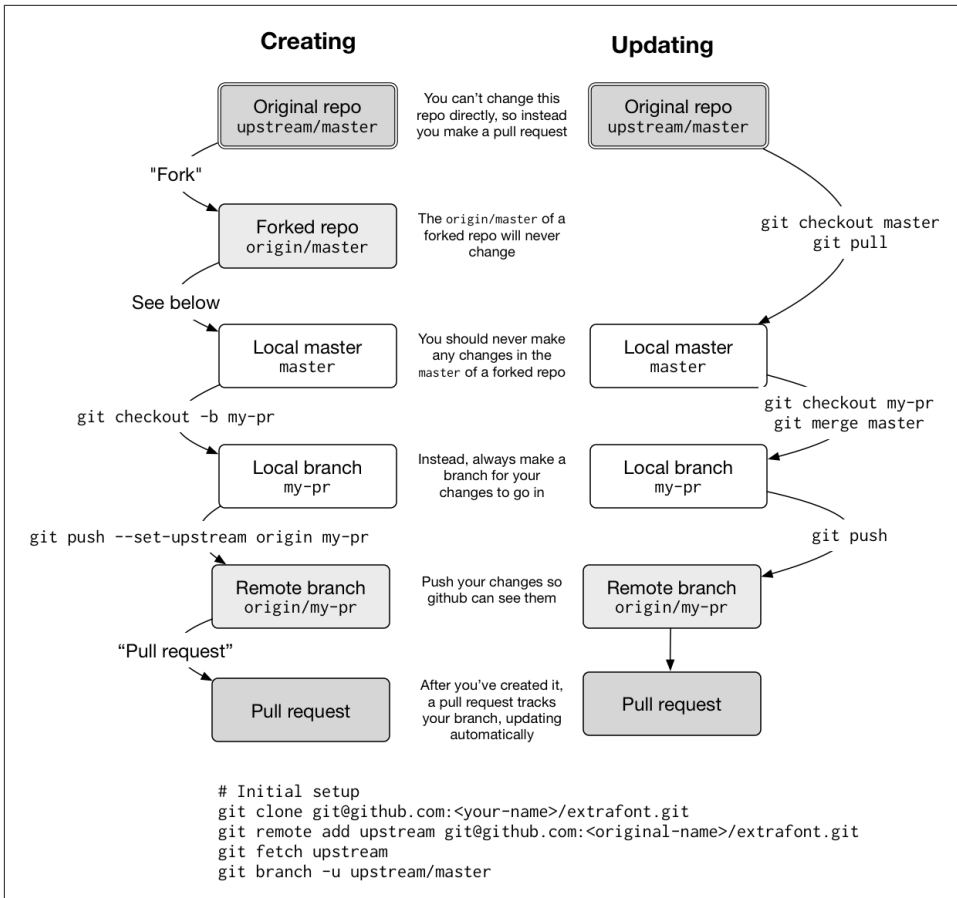 Creating
Updating
Original repo
upstream/master
You can’t change this
repo directly, so instead
you make a pull request
Original repo
upstream/master
"Fork"
Forked repo
origin/master
The origin/master of a
forked repo will never
change
git checkout master
git pull
See below
Local master
master
You should never make
any changes in the
master of a forked repo
Local master
master
git checkout -b my-pr
git checkout my-pr
git merge master
Local branch
my-pr
Instead, always make a
branch for your
changes to go in
Local branch
my-pr
git push --set-upstream origin my-pr
git push
Remote branch
origin/my-pr
Push your changes so
github can see them
Remote branch
origin/my-pr
“Pull request”
Pull request
After you’ve created it,
a pull request tracks
your branch, updating
automatically
Pull request
# Initial setup
git clone git@github.com:<your-name>/extrafont.git
git remote add upstream git@github.com:<original-name>/extrafont.git
git fetch upstream
git branch -u upstream/master